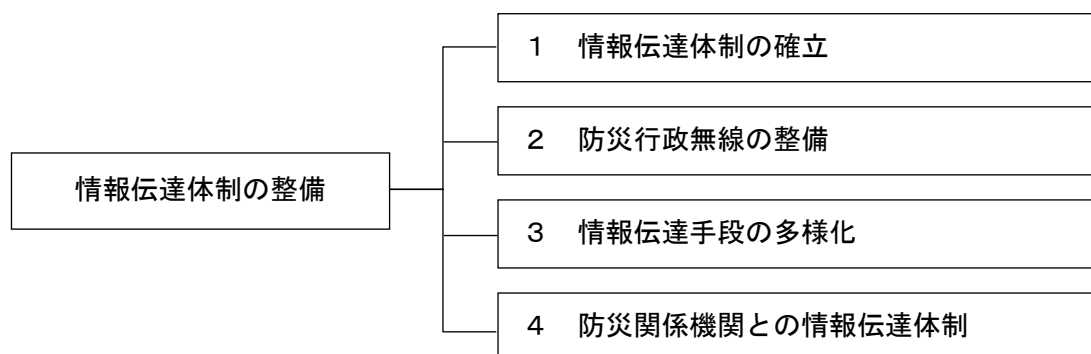 情報伝達体制の整備
１　情報伝達体制の確立
２　防災行政無線の整備
３　情報伝達手段の多様化
４　防災関係機関との情報伝達体制